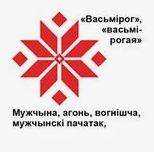 «Васьмірог»,
«васьмі-
рогая»
Мужчына, агонь, вогнішча,
мужчынскі пачатак,